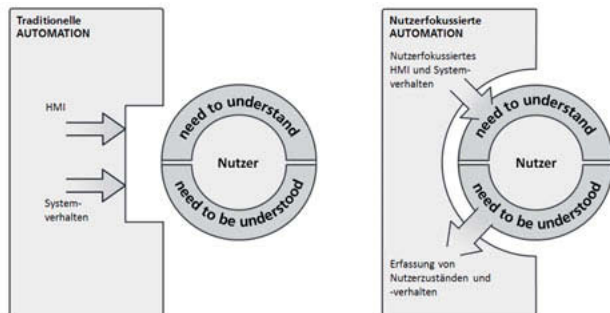 Traditionelle
AUTOMATION
HMI
System-
verhalten
need to understand
Nutzer
need to be understood
Nutzerfokussierte
AUTOMATION
Nutzerfokussiertes
HMI und System-
verhalten
need to understand
Nutzer
need to be understood
Erfassung von
Nutzerzuständen und
-verhalten